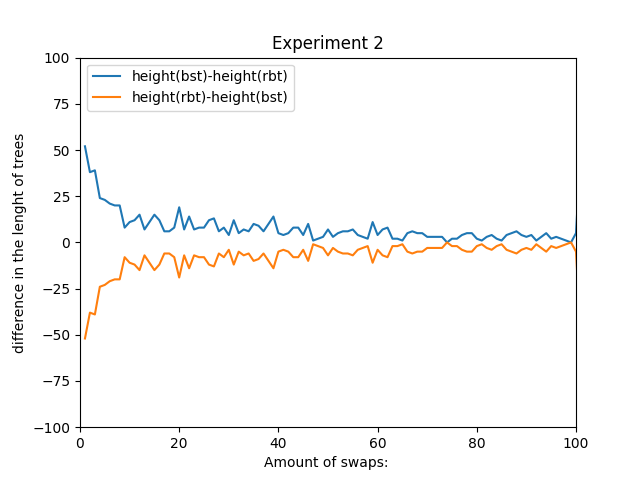 Experiment 2
height(bst)-height(rbt)
height(rbt)-height(bst)
difference in the lenght of trees
100
75
50
25
0
−25
−50
−75
−100
0 20 40 60 80 100
Amount of swaps: